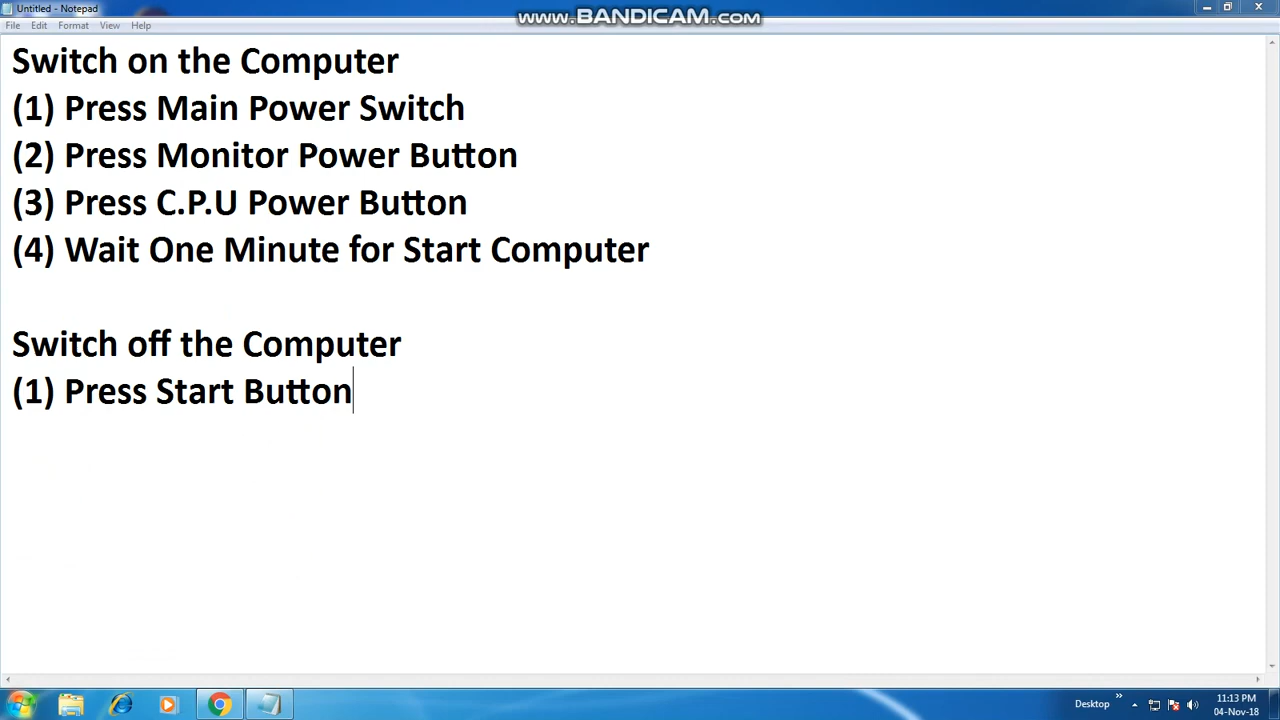 Untitled - Notepad
www.BANDICAM.com
File Edit Format View Help
Switch on the Computer
(1) Press Main Power Switch
(2) Press Monitor Power Button
(3) Press C.P.U Power Button
(4) Wait One Minute for Start Computer
Switch off the Computer
(1) Press Start Button
Desktop
11:13 PM
04-Nov-18